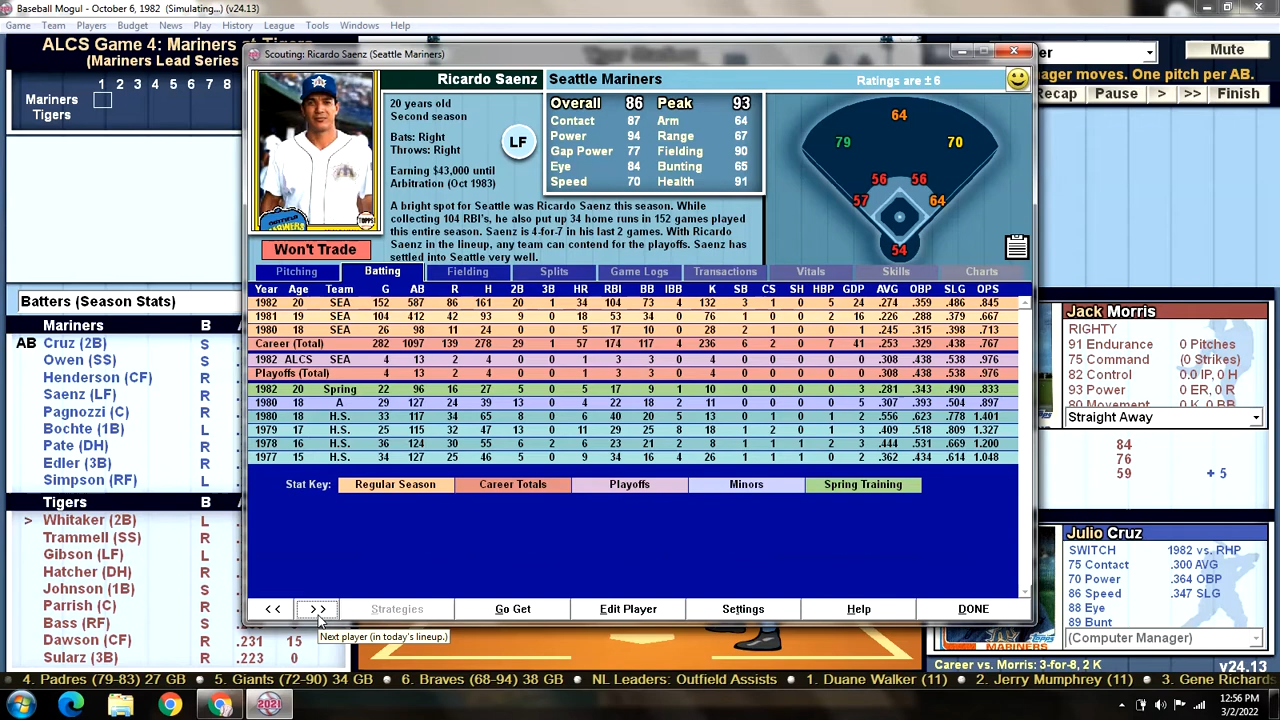 Baseball Mogul - October 6, 1982 (Simulating...) (v24.13)
Game Team Players Budget News Play History League Tools Windows Help
ALCS Game 4: Mariners at Tigers
(Mariners Lead Series
1 2 3 4 5 6 7 8
Mariners
Tigers
Mute
nager moves. One pitch per AB.
Recap Pause > >> Finish
Scouting: Ricardo Saenz (Seattle Mariners)
Ricardo Saenz
Seattle Mariners
Ratings are ± 6
20 years old
Second season
Bats: Right
Throws: Right
Earning $43,000 until
Arbitration (Oct 1983)
LF
Overall 86 Peak 93
Contact 87 Arm 64
Power 94 Range 67
Gap Power 77 Fielding 90
Eye 84 Bunting 65
Speed 70 Health 91
64
79 70
56 56
57 64
54
A bright spot for Seattle was Ricardo Saenz this season. While
collecting 104 RBI's, he also put up 34 home runs in 152 games played
this entire season. Saenz is 4-for-7 in his last 2 games. With Ricardo
Saenz in the lineup, any team can contend for the playoffs. Saenz has
settled into Seattle very well.
MARINERS
TOPPS
Won't Trade
Pitching Batting Fielding Splits Game Logs Transactions Vitals Skills Charts
Year Age Team G AB R H 2B 3B HR RBI BB IBB K SB CS SH HBP GDP AVG OBP SLG OPS
1982 20 SEA 152 587 86 161 20 1 34 104 73 4 132 3 1 0 5 24 .274 .359 .486 .845
1981 19 SEA 104 412 42 93 9 0 18 53 34 0 76 1 0 0 2 16 .226 .288 .379 .667
1980 18 SEA 26 98 11 24 0 0 5 17 10 0 28 2 1 0 0 1 .245 .315 .398 .713
Career (Total) 282 1097 139 278 29 1 57 174 117 4 236 6 2 0 7 41 .253 .329 .438 .767
1982 ALCS SEA 4 13 2 4 0 0 1 3 3 0 4 0 0 0 0 0 .308 .438 .538 .976
Playoffs (Total) 4 13 2 4 0 0 1 3 3 0 4 0 0 0 0 0 .308 .438 .538 .976
1982 20 Spring 22 96 16 27 5 0 5 17 9 1 10 0 0 0 0 3 .281 .343 .490 .833
1980 18 A 29 127 24 39 13 0 4 22 18 2 11 0 0 0 0 5 .307 .393 .504 .897
1980 18 H.S. 33 117 34 65 8 0 6 40 20 5 13 0 0 0 1 2 .556 .623 .778 1.401
1979 17 H.S. 25 115 32 47 13 0 11 29 25 8 18 1 2 0 1 3 .409 .518 .809 1.327
1978 16 H.S. 36 124 30 55 6 2 6 23 21 2 8 1 1 1 2 3 .444 .531 .669 1.200
1977 15 H.S. 34 127 25 46 5 0 9 34 16 4 26 1 1 1 0 2 .362 .434 .614 1.048
Stat Key: Regular Season Career Totals Playoffs Minors Spring Training
<< >> Strategies Go Get Edit Player Settings Help DONE
Next player (in today's lineup.)
Batters (Season Stats)
Mariners B
AB Cruz (2B) S
Owen (SS) S
Henderson (CF) R
Saenz (LF) R
Pagnozzi (C) R
Bochte (1B) L
Pate (DH) R
Edler (3B) R
Simpson (RF) L
Tigers B
> Whitaker (2B) L
Trammell (SS) R
Gibson (LF) L
Hatcher (DH) R
Johnson (1B) S
Parrish (C) R
Bass (RF) S
Dawson (CF) R .231 15
Sularz (3B) R .223 0
Jack Morris
RIGHTY
91 Endurance 0 Pitches
75 Command (0 Strikes)
82 Control 0.0 IP, 0 H
93 Power 0 ER, 0 R
80 Movement 0 K, 0 BB
Straight Away
84
76
59 + 5
Julio Cruz
SWITCH 1982 vs. RHP
75 Contact .300 AVG
70 Power .364 OBP
86 Speed .347 SLG
88 Eye
89 Bunt
(Computer Manager)
MARINERS
Career vs. Morris: 3-for-8, 2 K
v24.13
4. Padres (79-83) 27 GB 5. Giants (72-90) 34 GB 6. Braves (68-94) 38 GB NL Leaders: Outfield Assists 1. Duane Walker (11) 2. Jerry Mumphrey (11) 3. Gene Richards
2021
12:56 PM
3/2/2022